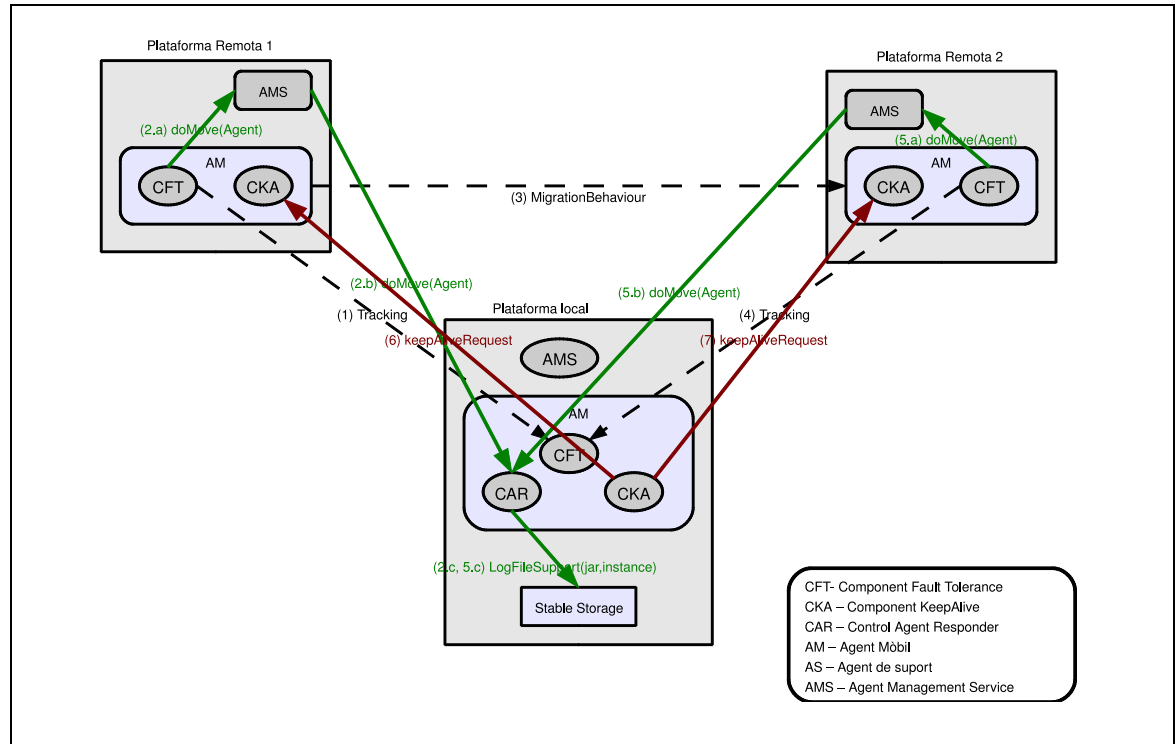 Plataforma Remota 1
Plataforma Remota 2
AMS
AMS
(2.a) doMove(Agent)
(5.a) doMove(Agent)
AM
AM
CFT
CKA
CKA
CFT
(3) MigrationBehaviour
(2.b) doMove(Agent)
(5.b) doMove(Agent)
(1) Tracking
Plataforma local
(4) Tracking
(6) keepAliveRequest
(7) keepAliveRequest
AMS
AM
CFT
CAR
CKA
(2.c, 5.c) LogFileSupport(jar,instance)
Stable Storage
CFT- Component Fault Tolerance
CKA – Component KeepAlive
CAR – Control Agent Responder
AM – Agent Mòbil
AS – Agent de suport
AMS – Agent Management Service